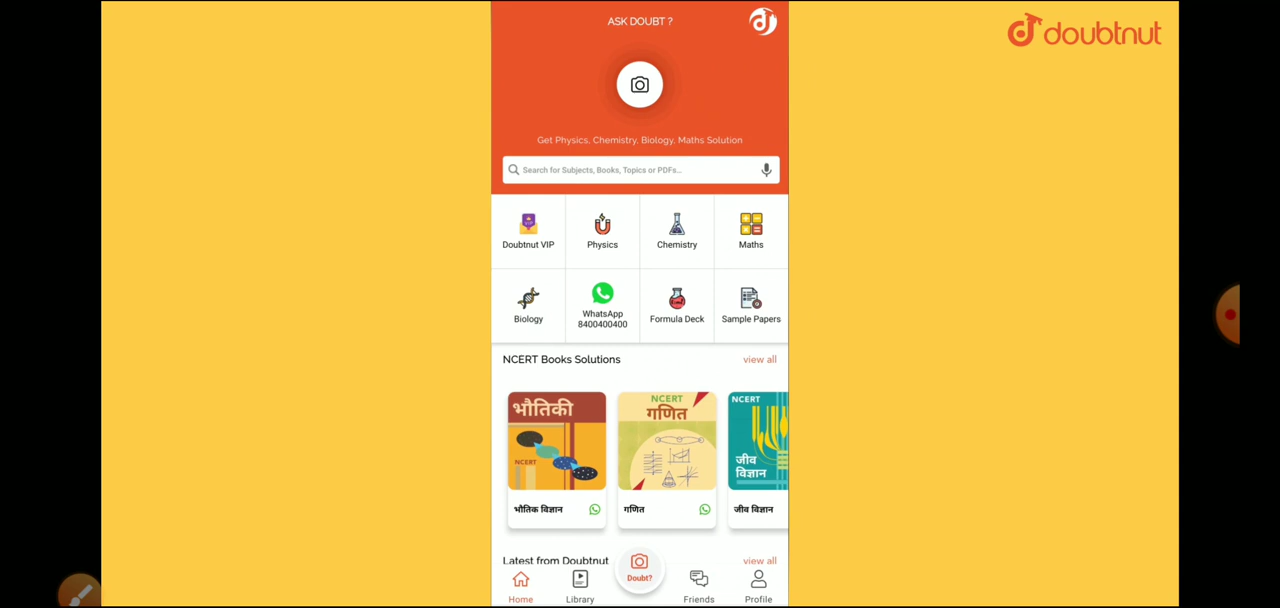 ASK DOUBT ?
doubtnut
Get Physics, Chemistry, Biology, Maths Solution
Search for Subjects, Books, Topics or PDFs...
Doubtnut VIP
Physics
Chemistry
Maths
Biology
WhatsApp
8400400400
Formula Deck
Sample Papers
NCERT Books Solutions
view all
भौतिकी
NCERT
NCERT
गणित
NCERT
जीव
विज्ञान
भौतिक विज्ञान
गणित
जीव विज्ञान
Latest from Doubtnut
view all
Doubt?
Home
Library
Friends
Profile